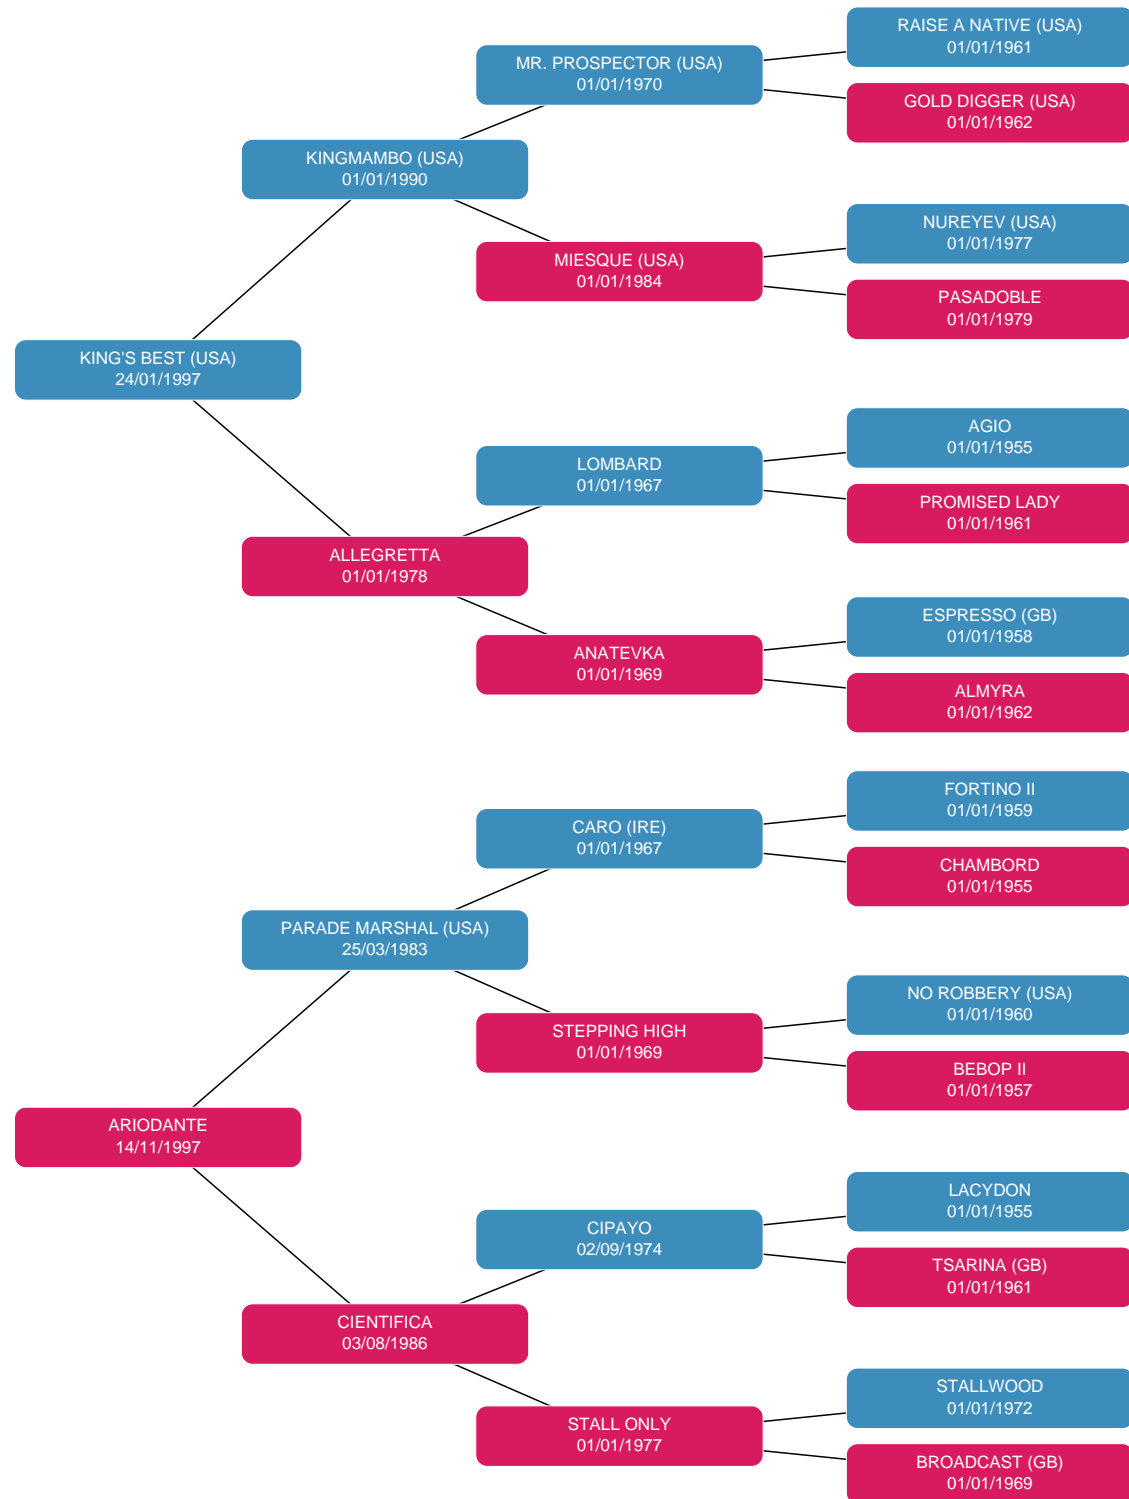 RAISE A NATIVE (USA)
01/01/1961
MR. PROSPECTOR (USA)
01/01/1970
GOLD DIGGER (USA)
01/01/1962
KINGMAMBO (USA)
01/01/1990
NUREYEV (USA)
01/01/1977
MIESQUE (USA)
01/01/1984
PASADOBLE
01/01/1979
KING'S BEST (USA)
24/01/1997
AGIO
01/01/1955
LOMBARD
01/01/1967
PROMISED LADY
01/01/1961
ALLEGRETTA
01/01/1978
ESPRESSO (GB)
01/01/1958
ANATEVKA
01/01/1969
ALMYRA
01/01/1962
FORTINO II
01/01/1959
CARO (IRE)
01/01/1967
CHAMBORD
01/01/1955
PARADE MARSHAL (USA)
25/03/1983
NO ROBBERY (USA)
01/01/1960
STEPPING HIGH
01/01/1969
BEBOP II
01/01/1957
ARIODANTE
14/11/1997
LACYDON
01/01/1955
CIPAYO
02/09/1974
TSARINA (GB)
01/01/1961
CIENTIFICA
03/08/1986
STALLWOOD
01/01/1972
STALL ONLY
01/01/1977
BROADCAST (GB)
01/01/1969